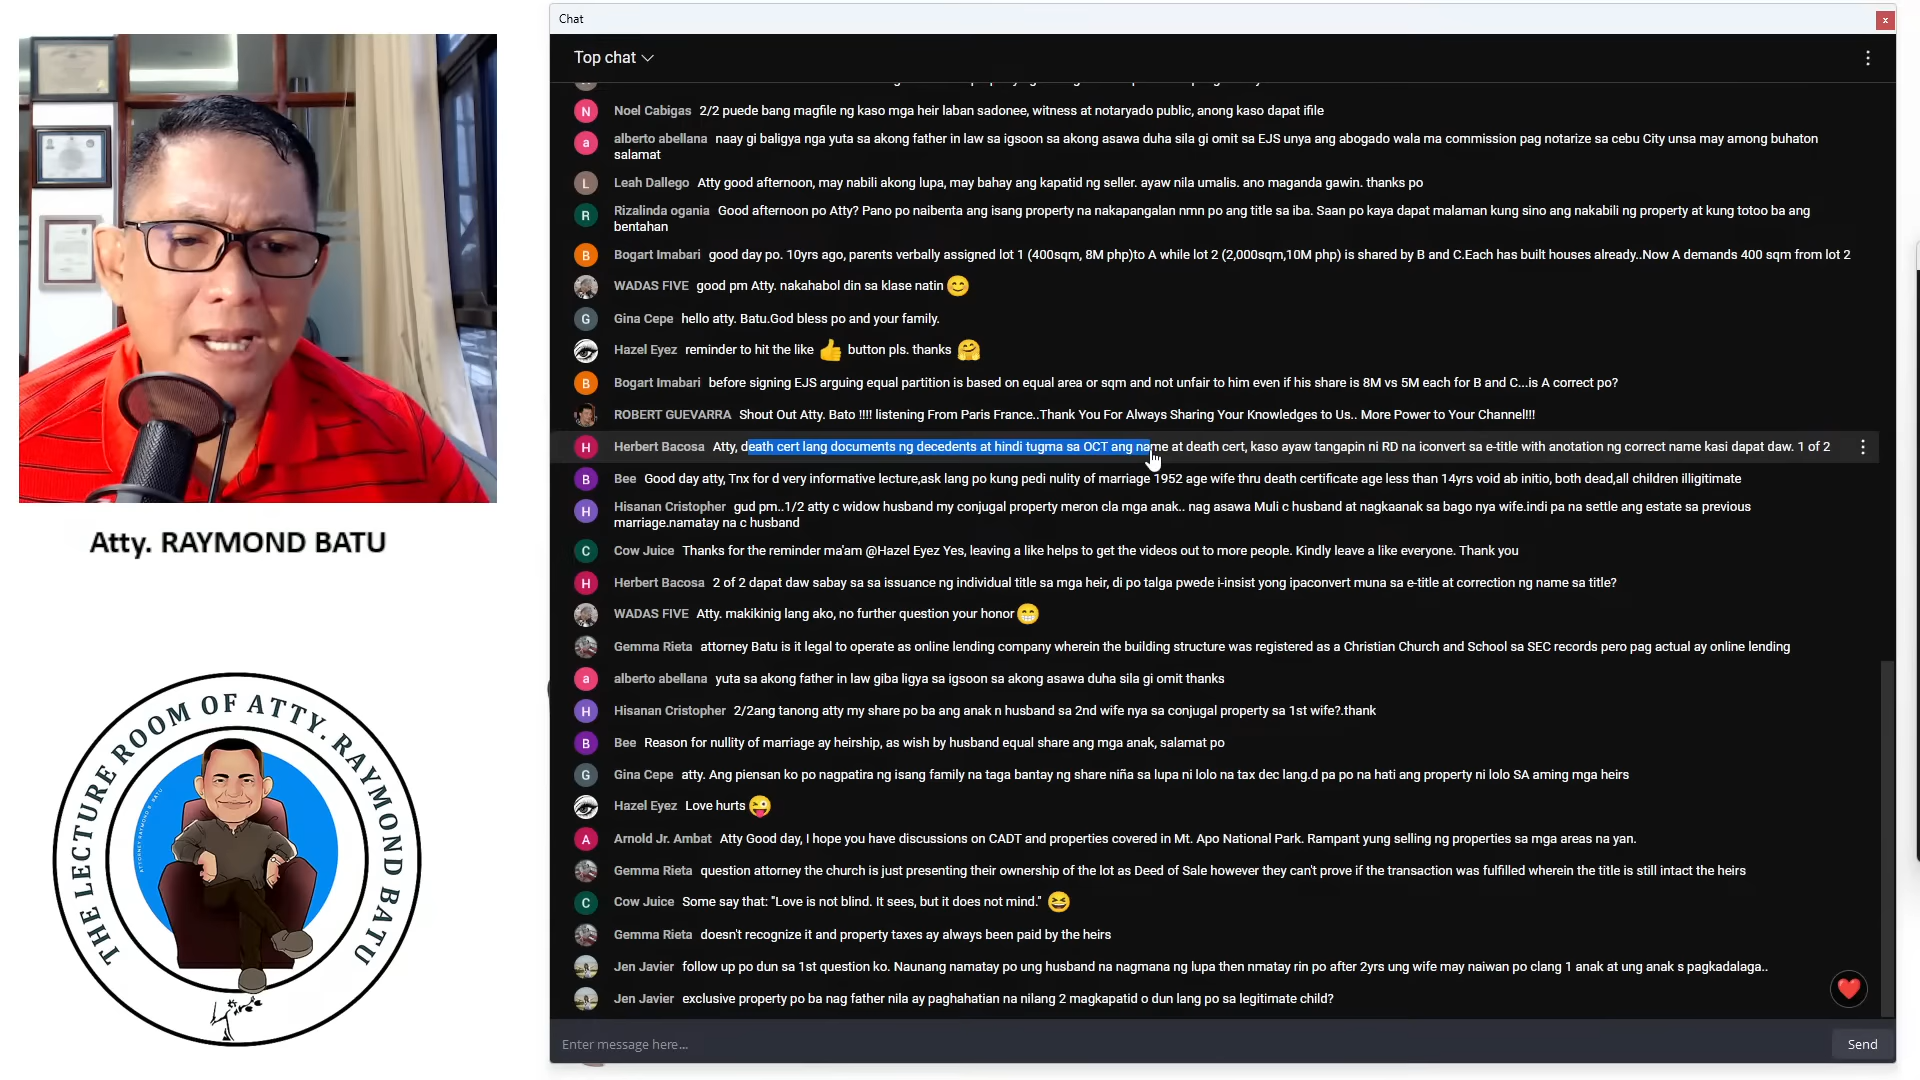 Chat
x
Top chat
N Noel Cabigas 2/2 puede bang magfile ng kaso mga heir laban sadonee, witness at notaryado public, anong kaso dapat ifile
a alberto abellana naay gi baligya nga yuta sa akong father in law sa igsoon sa akong asawa duha sila gi omit sa EJS unya ang abogado wala ma commission pag notarize sa cebu City unsa may among buhaton
salamat
L Leah Dallego Atty good afternoon, may nabili akong lupa, may bahay ang kapatid ng seller. ayaw nila umalis. ano maganda gawin. thanks po
R Rizalinda ogania Good afternoon po Atty? Pano po naibenta ang isang property na nakapangalan nmn po ang title sa iba. Saan po kaya dapat malaman kung sino ang nakabili ng property at kung totoo ba ang
bentahan
B Bogart Imabari good day po. 10yrs ago, parents verbally assigned lot 1 (400sqm, 8M php)to A while lot 2 (2,000sqm,10M php) is shared by B and C.Each has built houses already..Now A demands 400 sqm from lot 2
WADAS FIVE good pm Atty. nakahabol din sa klase natin 😊
G Gina Cepe hello atty. Batu.God bless po and your family.
Hazel Eyez reminder to hit the like 👍 button pls. thanks 🤗
B Bogart Imabari before signing EJS arguing equal partition is based on equal area or sqm and not unfair to him even if his share is 8M vs 5M each for B and C...is A correct po?
ROBERT GUEVARRA Shout Out Atty. Bato !!!! listening From Paris France..Thank You For Always Sharing Your Knowledges to Us.. More Power to Your Channel!!!
H Herbert Bacosa Atty, death cert lang documents ng decedents at hindi tugma sa OCT ang name at death cert, kaso ayaw tangapin ni RD na iconvert sa e-title with anotation ng correct name kasi dapat daw. 1 of 2
B Bee Good day atty, Tnx for d very informative lecture,ask lang po kung pedi nulity of marriage 1952 age wife thru death certificate age less than 14yrs void ab initio, both dead,all children illigitimate
H Hisanan Cristopher gud pm..1/2 atty c widow husband my conjugal property meron cla mga anak.. nag asawa Muli c husband at nagkaanak sa bago nya wife.indi pa na settle ang estate sa previous
marriage.namatay na c husband
C Cow Juice Thanks for the reminder ma'am @Hazel Eyez Yes, leaving a like helps to get the videos out to more people. Kindly leave a like everyone. Thank you
H Herbert Bacosa 2 of 2 dapat daw sabay sa sa issuance ng individual title sa mga heir, di po talga pwede i-insist yong ipaconvert muna sa e-title at correction ng name sa title?
WADAS FIVE Atty. makikinig lang ako, no further question your honor 😁
Gemma Rieta attorney Batu is it legal to operate as online lending company wherein the building structure was registered as a Christian Church and School sa SEC records pero pag actual ay online lending
a alberto abellana yuta sa akong father in law giba ligya sa igsoon sa akong asawa duha sila gi omit thanks
H Hisanan Cristopher 2/2ang tanong atty my share po ba ang anak n husband sa 2nd wife nya sa conjugal property sa 1st wife?.thank
B Bee Reason for nullity of marriage ay heirship, as wish by husband equal share ang mga anak, salamat po
G Gina Cepe atty. Ang piensan ko po nagpatira ng isang family na taga bantay ng share niña sa lupa ni lolo na tax dec lang.d pa po na hati ang property ni lolo SA aming mga heirs
Hazel Eyez Love hurts 😜
A Arnold Jr. Ambat Atty Good day, I hope you have discussions on CADT and properties covered in Mt. Apo National Park. Rampant yung selling ng properties sa mga areas na yan.
Gemma Rieta question attorney the church is just presenting their ownership of the lot as Deed of Sale however they can't prove if the transaction was fulfilled wherein the title is still intact the heirs
C Cow Juice Some say that: "Love is not blind. It sees, but it does not mind." 😆
Gemma Rieta doesn't recognize it and property taxes ay always been paid by the heirs
Jen Javier follow up po dun sa 1st question ko. Naunang namatay po ung husband na nagmana ng lupa then nmatay rin po after 2yrs ung wife may naiwan po clang 1 anak at ung anak s pagkadalaga..
Jen Javier exclusive property po ba nag father nila ay paghahatian na nilang 2 magkapatid o dun lang po sa legitimate child?
Enter message here...
Send
Atty. RAYMOND BATU
THE LECTURE ROOM OF ATTY. RAYMOND BATU